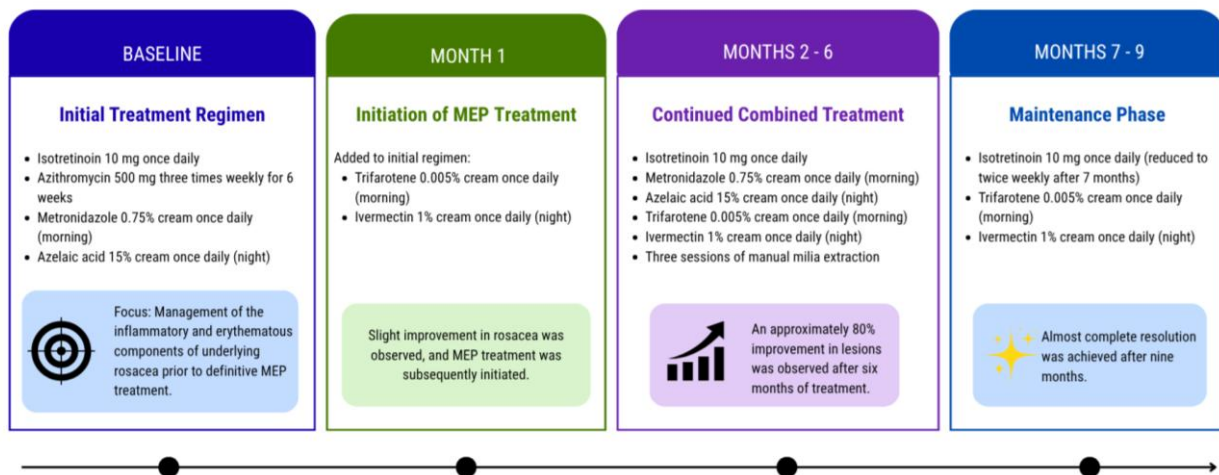 BASELINE
Initial Treatment Regimen
• Isotretinoin 10 mg once daily
• Azithromycin 500 mg three times weekly for 6
weeks
• Metronidazole 0.75% cream once daily
(morning)
• Azelaic acid 15% cream once daily (night)
Focus: Management of the
inflammatory and erythematous
components of underlying
rosacea prior to definitive MEP
treatment.
MONTH 1
Initiation of MEP Treatment
Added to initial regimen:
• Trifarotene 0.005% cream once daily
(morning)
• Ivermectin 1% cream once daily (night)
Slight improvement in rosacea was
observed, and MEP treatment was
subsequently initiated.
MONTHS 2 - 6
Continued Combined Treatment
• Isotretinoin 10 mg once daily
• Metronidazole 0.75% cream once daily (morning)
• Azelaic acid 15% cream once daily (night)
• Trifarotene 0.005% cream once daily (morning)
• Ivermectin 1% cream once daily (night)
• Three sessions of manual milia extraction
An approximately 80%
improvement in lesions
was observed after six
months of treatment.
MONTHS 7 - 9
Maintenance Phase
• Isotretinoin 10 mg once daily (reduced to
twice weekly after 7 months)
• Trifarotene 0.005% cream once daily
(morning)
• Ivermectin 1% cream once daily (night)
Almost complete resolution
was achieved after nine
months.